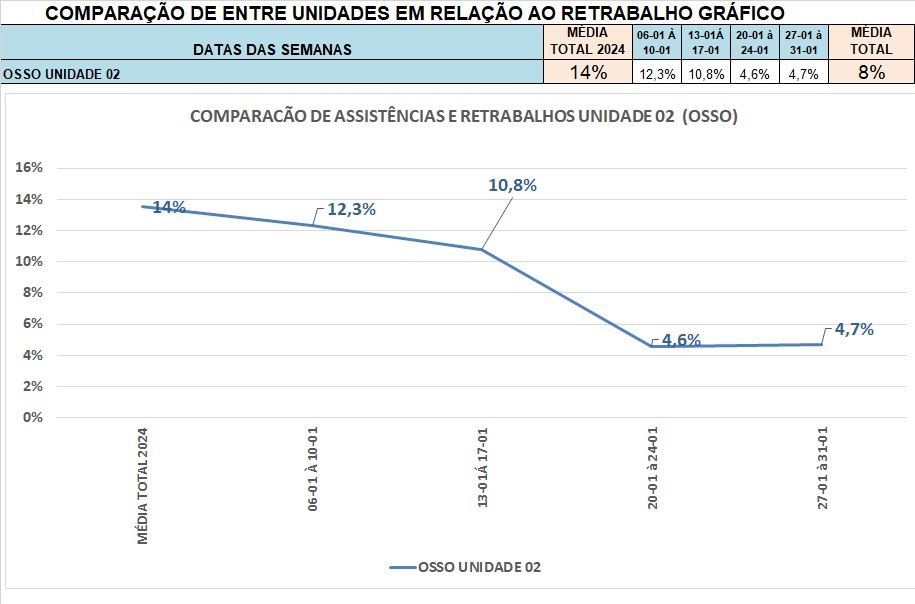 COMPARAÇÃO DE ENTRE UNIDADES EM RELAÇÃO AO RETRABALHO GRÁFICO
DATAS DAS SEMANAS
MÉDIA
TOTAL 2024
06-01 À
10-01
13-01Á
17-01
20-01 à
24-01
27-01 à
31-01
MÉDIA
TOTAL
OSSO UNIDADE 02
14%
12,3%
10,8%
4,6%
4,7%
8%
COMPARACÃO DE ASSISTÊNCIAS E RETRABALHOS UNIDADE 02 (OSSO)
16%
14%
12%
10%
8%
6%
4%
2%
0%
14%
12,3%
10,8%
4,6%
4,7%
MÉDIA TOTAL 2024
06-01 À 10-01
13-01Á 17-01
20-01 à 24-01
27-01 à 31-01
OSSO UNIDADE 02